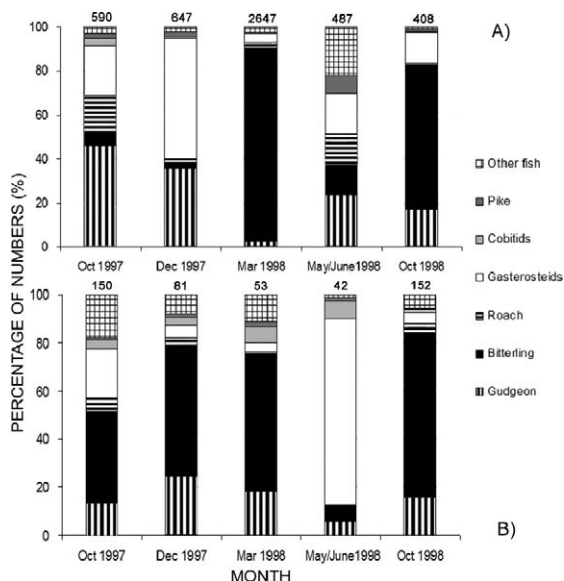 590 647 2647 487 408
A)
100
80
60
40
20
0
Oct 1997 Dec 1997 Mar 1998 May/June1998 Oct 1998
150 81 53 42 152
100
80
60
40
20
0
Oct 1997 Dec 1997 Mar 1998 May/June1998 Oct 1998
B)
MONTH
PERCENTAGE OF NUMBERS (%)
Other fish
Pike
Cobitids
Gasterosteids
Roach
Bitterling
Gudgeon